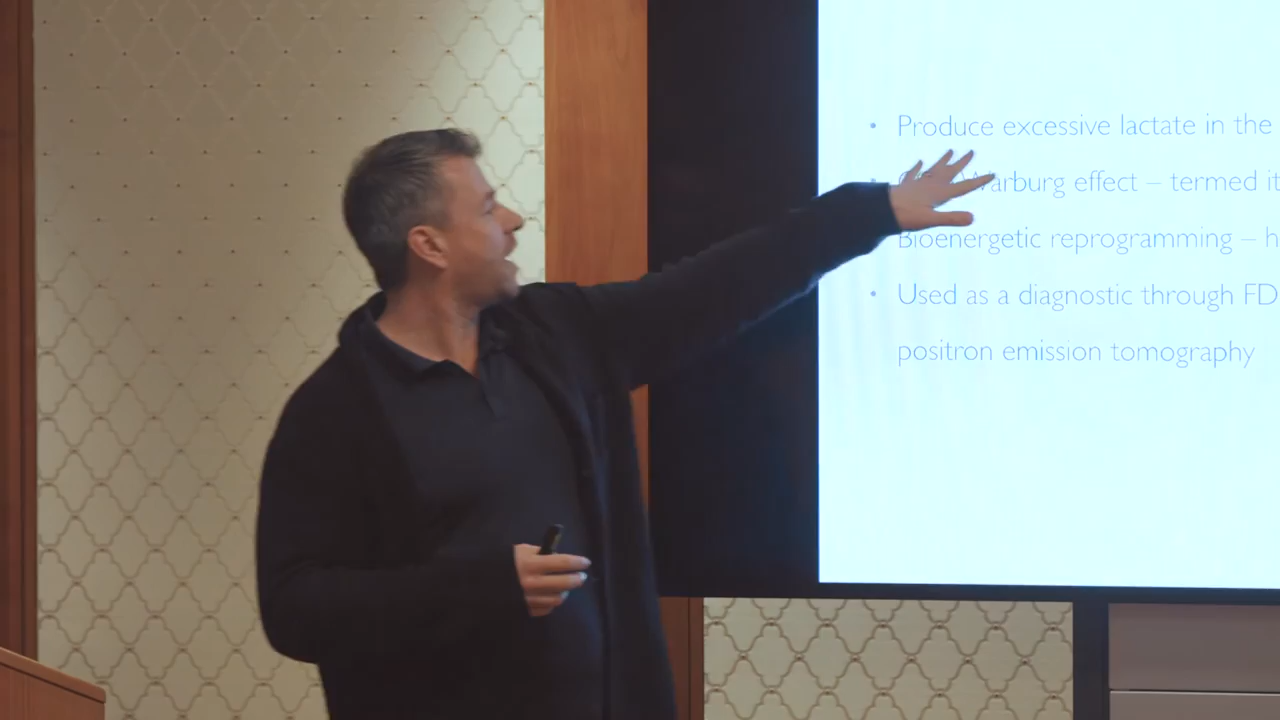 • Produce excessive lactate in the
Warburg effect – termed it
Bioenergetic reprogramming – h
• Used as a diagnostic through FD
positron emission tomography